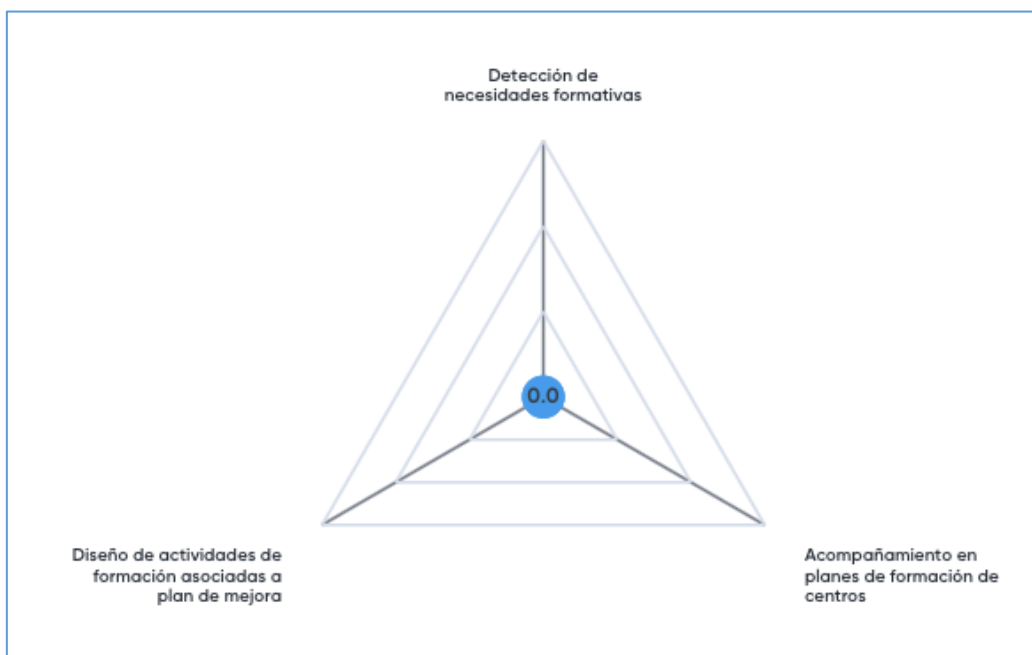 Detección de
necesidades formativas
0.0
Diseño de actividades de
formación asociadas a
plan de mejora
Acompañamiento en
planes de formación de
centros